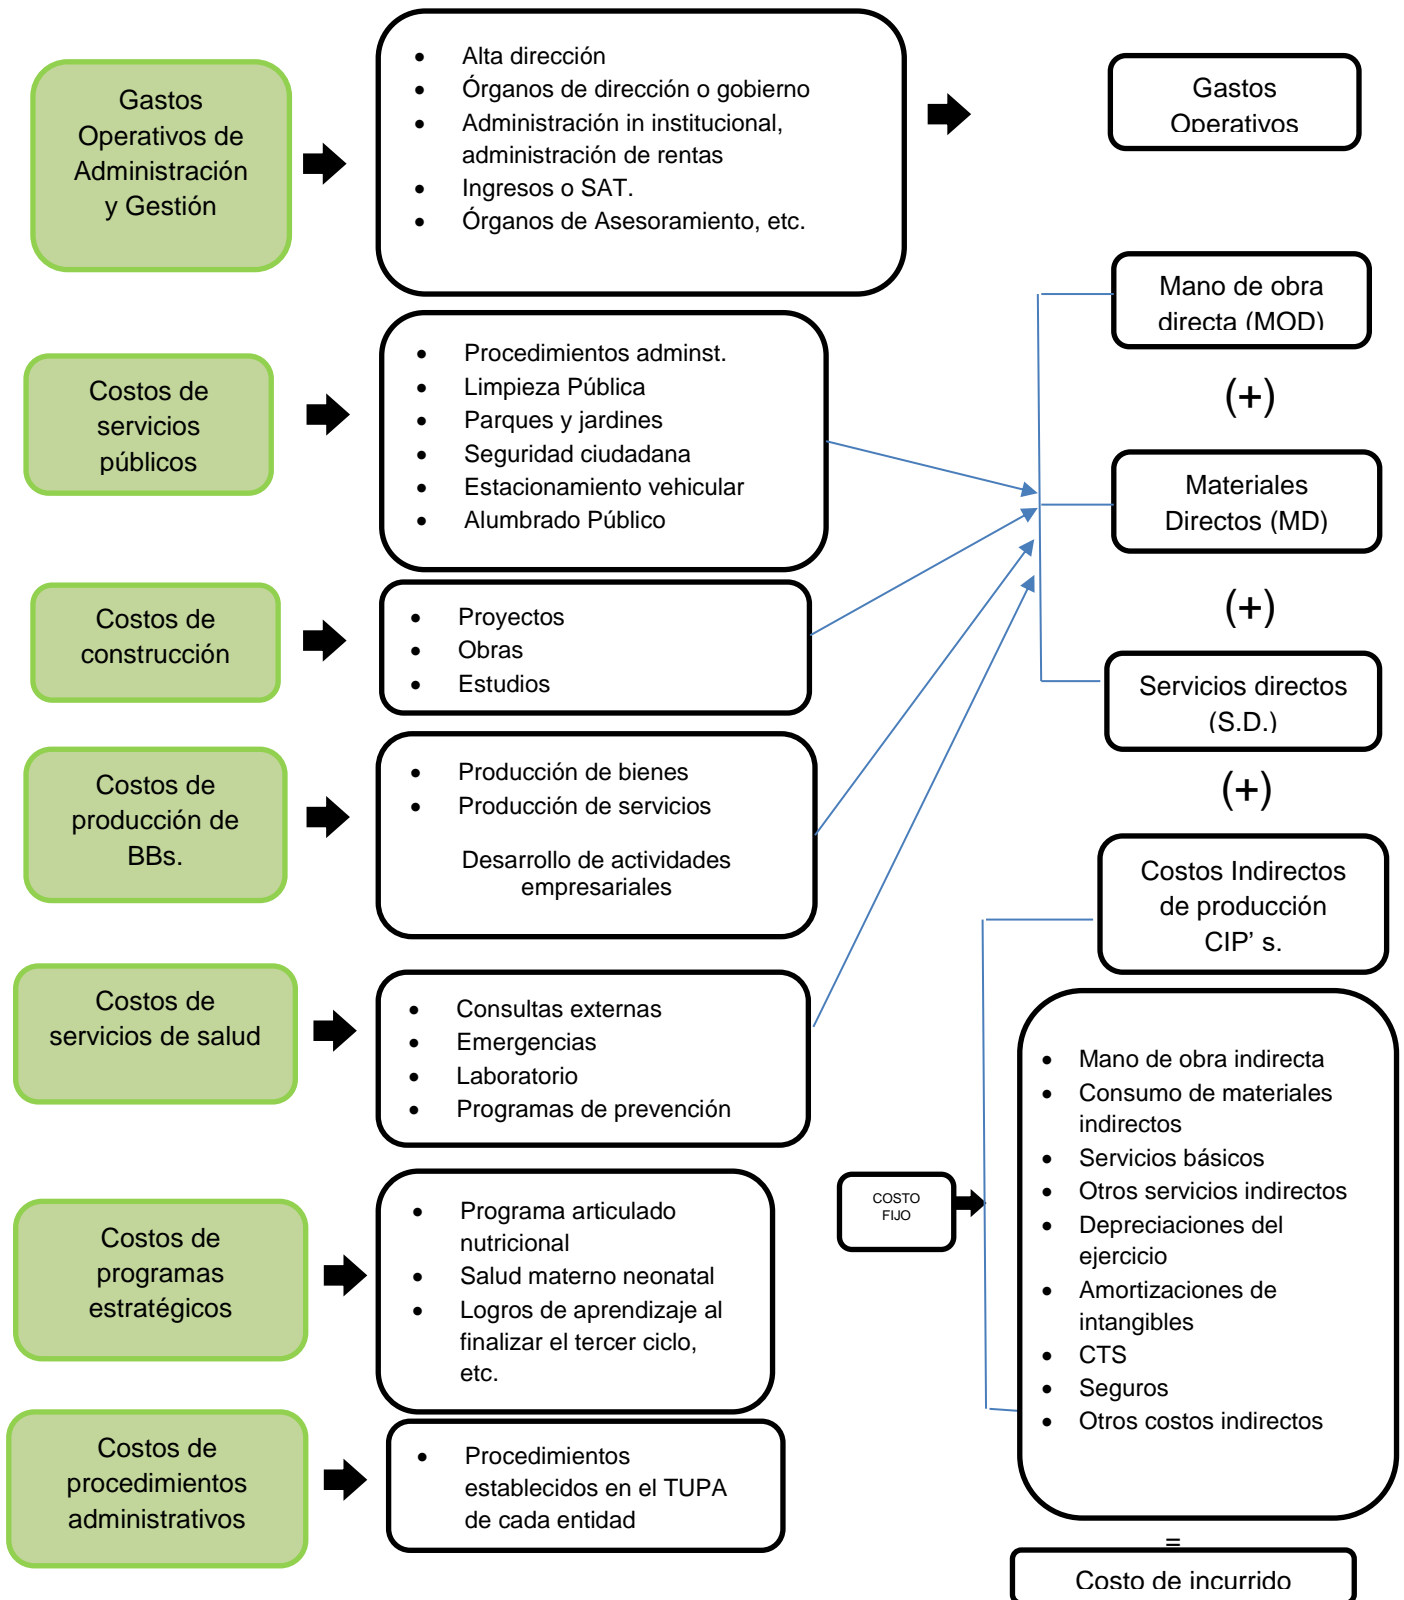 Gastos
Operativos de
Administración
y Gestión
• Alta dirección
• Órganos de dirección o gobierno
• Administración in institucional,
administración de rentas
• Ingresos o SAT.
• Órganos de Asesoramiento, etc.
Gastos
Operativos
Costos de
servicios
públicos
• Procedimientos adminst.
• Limpieza Pública
• Parques y jardines
• Seguridad ciudadana
• Estacionamiento vehicular
• Alumbrado Público
Mano de obra
directa (MOD)
(+)
Materiales
Directos (MD)
(+)
Servicios directos
(S.D.)
(+)
Costos Indirectos
de producción
CIP' s.
Costos de
construcción
• Proyectos
• Obras
• Estudios
Costos de
producción de
BBs.
• Producción de bienes
• Producción de servicios
Desarrollo de actividades
empresariales
Costos de
servicios de salud
• Consultas externas
• Emergencias
• Laboratorio
• Programas de prevención
COSTO
FIJO
• Mano de obra indirecta
• Consumo de materiales
indirectos
• Servicios básicos
• Otros servicios indirectos
• Depreciaciones del
ejercicio
• Amortizaciones de
intangibles
• CTS
• Seguros
• Otros costos indirectos
Costos de
programas
estratégicos
• Programa articulado
nutricional
• Salud materno neonatal
• Logros de aprendizaje al
finalizar el tercer ciclo,
etc.
Costos de
procedimientos
administrativos
• Procedimientos
establecidos en el TUPA
de cada entidad
=
Costo de incurrido